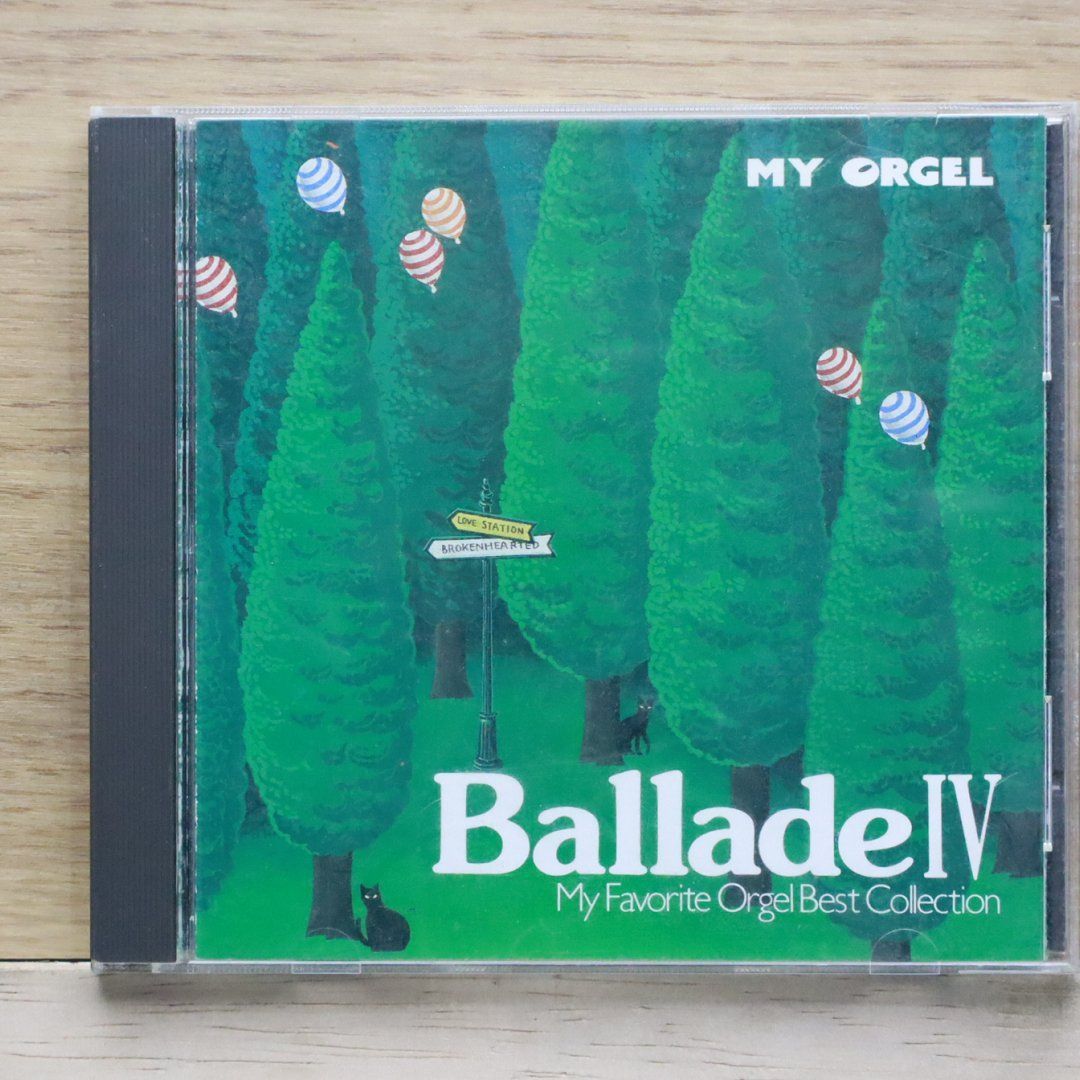 MY ORGEL
LOVE STATION
BROKENHEARTED
Ballade IV
My Favorite Orgel Best Collection